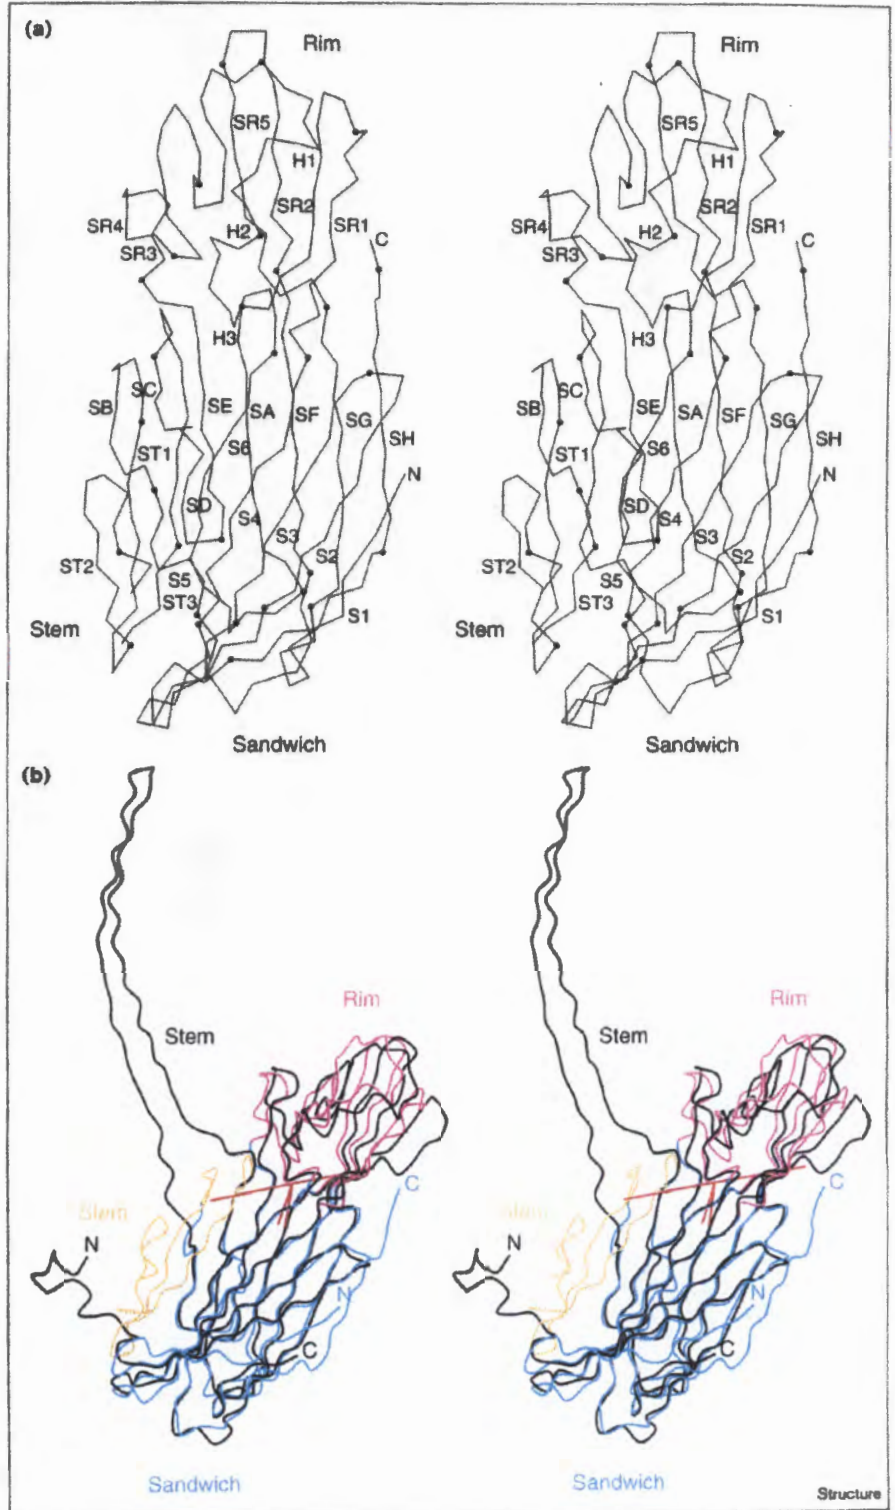 (a)
Rim Rim
SR5 SR5
H1 H1
SR4 SR2 SR1 SR4 SR2 SR1
SR3 H2 C SR3 H2 C
H3 H3
SB SC SE SA SF SG SH SB SC SE SA SF SG SH
ST1 S6 N ST1 S6 N
SD S4 S3 S2 SD S4 S3 S2
ST2 S5 ST2 S5
ST3 S1 ST3 S1
Stem Stem
Sandwich Sandwich
(b)
Rim Rim
Stem Stem
Stem C Stem C
N N
N N
C C
Sandwich Sandwich
Structure